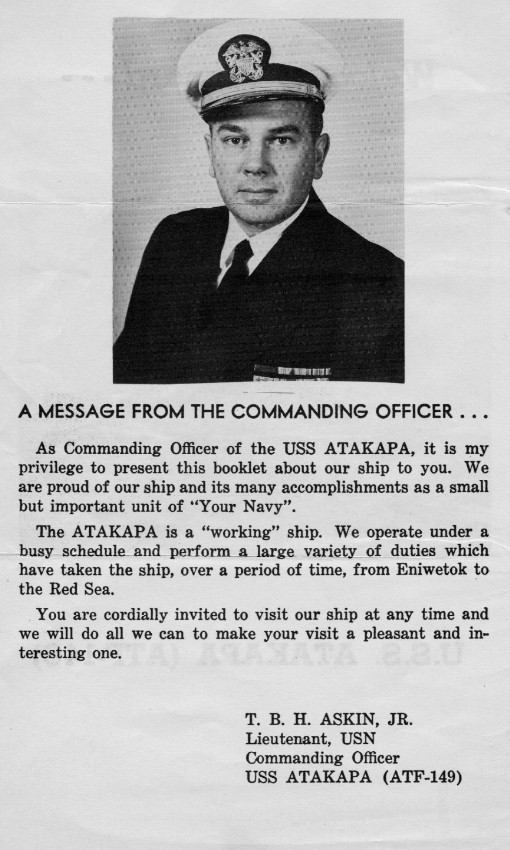 A MESSAGE FROM THE COMMANDING OFFICER . . .
As Commanding Officer of the USS ATAKAPA, it is my
privilege to present this booklet about our ship to you. We
are proud of our ship and its many accomplishments as a small
but important unit of "Your Navy".
The ATAKAPA is a "working" ship. We operate under a
busy schedule and perform a large variety of duties which
have taken the ship, over a period of time, from Eniwetok to
the Red Sea.
You are cordially invited to visit our ship at any time and
we will do all we can to make your visit a pleasant and in-
teresting one.
U.S.S. ATAKAPA (ATF-149)
T. B. H. ASKIN, JR.
Lieutenant, USN
Commanding Officer
USS ATAKAPA (ATF-149)